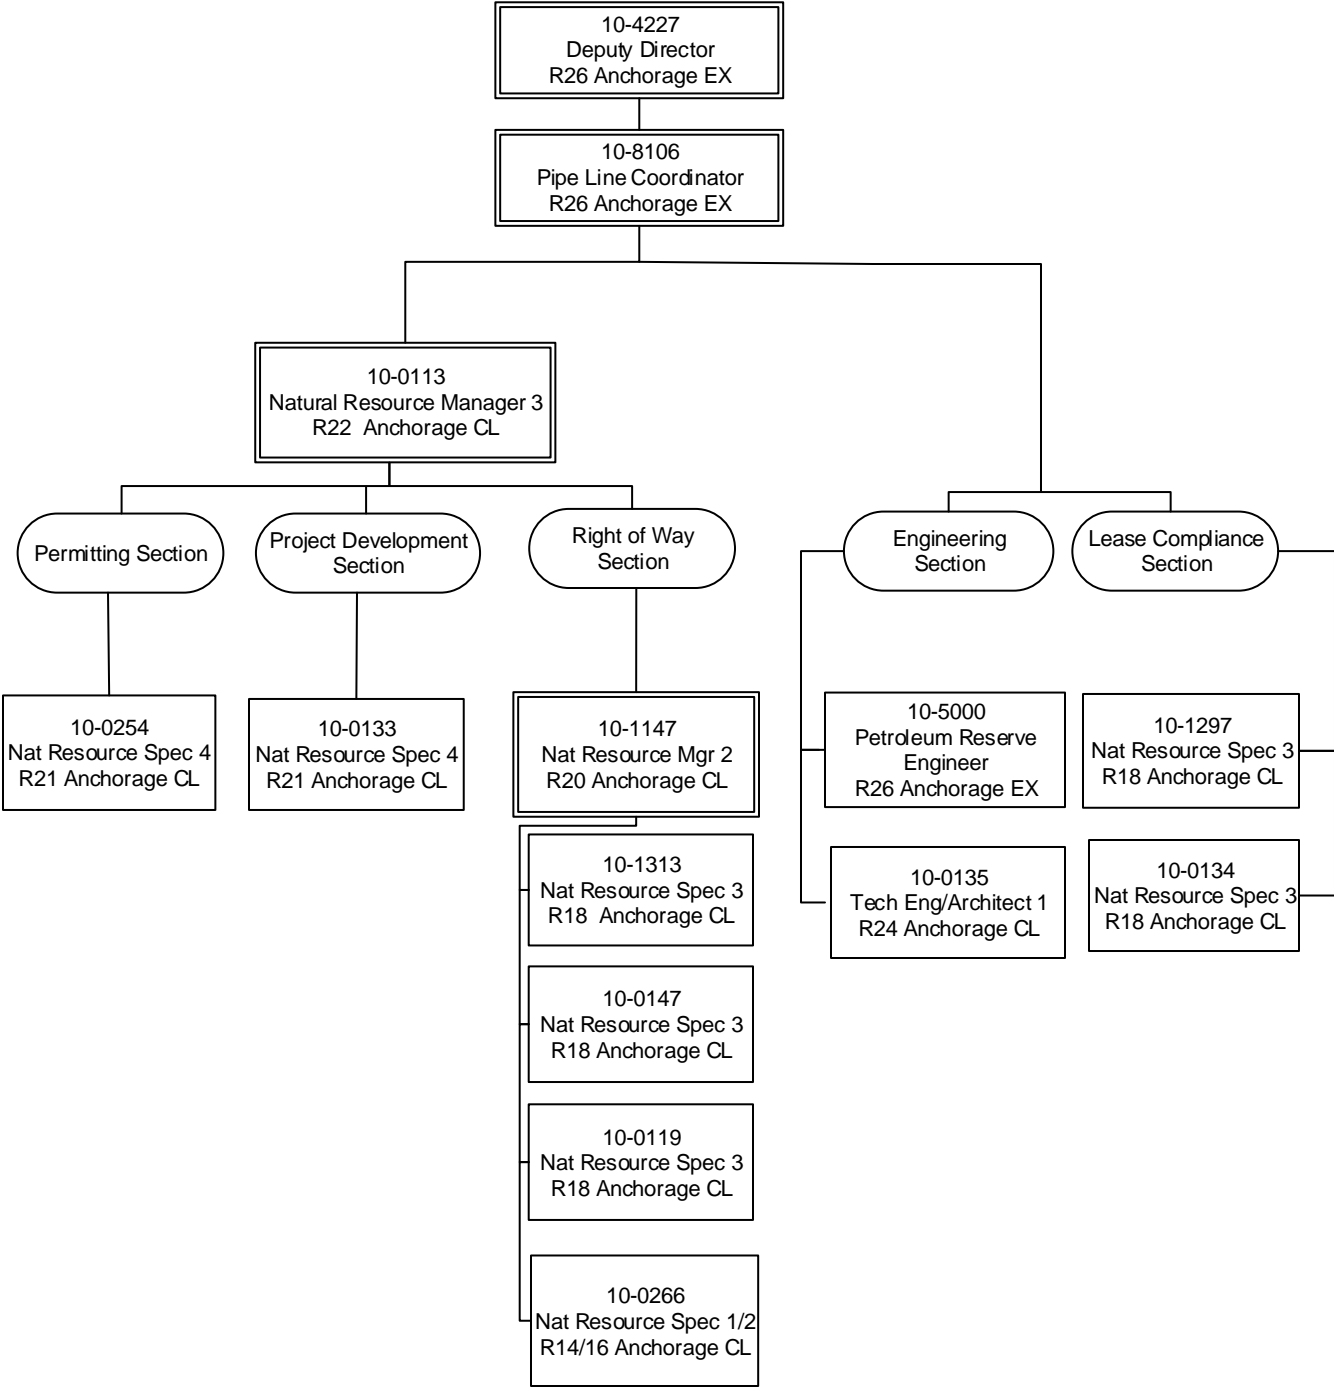 10-4227
Deputy Director
R26 Anchorage EX
10-8106
Pipe Line Coordinator
R26 Anchorage EX
10-0113
Natural Resource Manager 3
R22 Anchorage CL
Permitting Section
Project Development
Section
Right of Way
Section
Engineering
Section
Lease Compliance
Section
10-0254
Nat Resource Spec 4
R21 Anchorage CL
10-0133
Nat Resource Spec 4
R21 Anchorage CL
10-1147
Nat Resource Mgr 2
R20 Anchorage CL
10-5000
Petroleum Reserve
Engineer
R26 Anchorage EX
10-1297
Nat Resource Spec 3
R18 Anchorage CL
10-1313
Nat Resource Spec 3
R18 Anchorage CL
10-0135
Tech Eng/Architect 1
R24 Anchorage CL
10-0134
Nat Resource Spec 3
R18 Anchorage CL
10-0147
Nat Resource Spec 3
R18 Anchorage CL
10-0119
Nat Resource Spec 3
R18 Anchorage CL
10-0266
Nat Resource Spec 1/2
R14/16 Anchorage CL